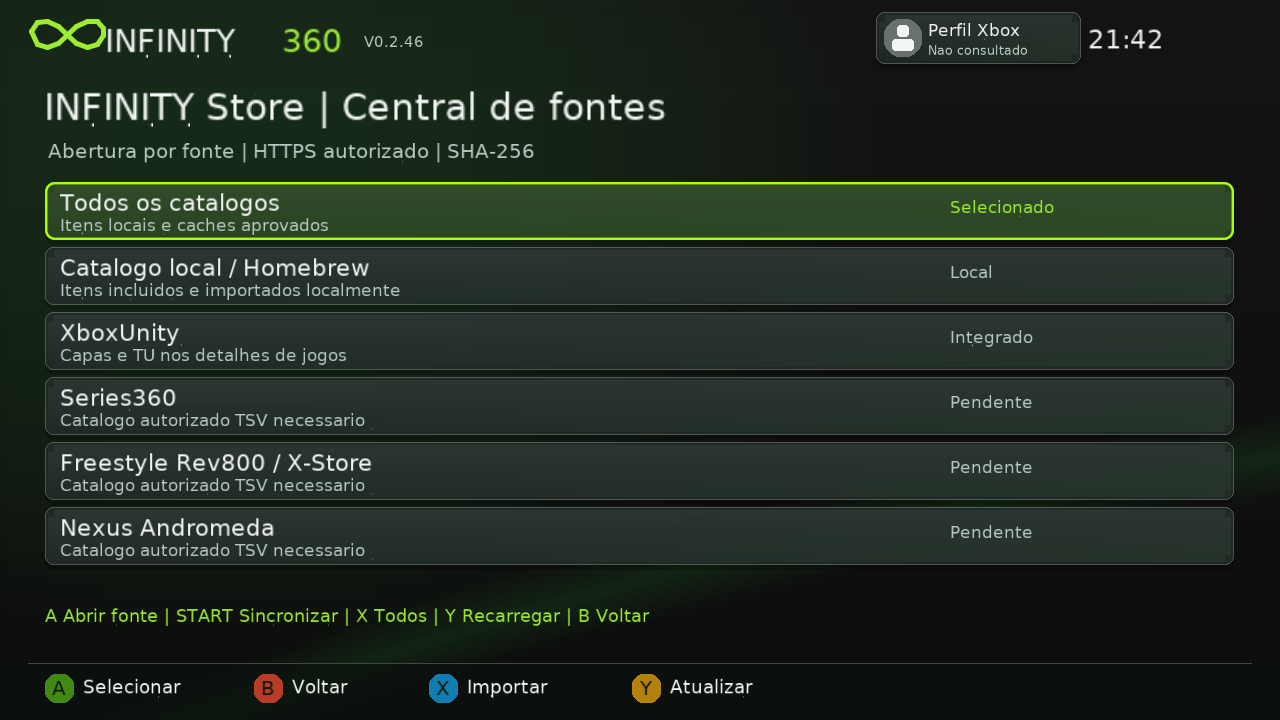 INFINITY 360 V0.2.46
Perfil Xbox
Nao consultado
21:42
INFINITY Store | Central de fontes
Abertura por fonte | HTTPS autorizado | SHA-256
Todos os catalogos
Itens locais e caches aprovados
Selecionado
Catalogo local / Homebrew
Itens incluidos e importados localmente
Local
XboxUnity
Capas e TU nos detalhes de jogos
Integrado
Series360
Catalogo autorizado TSV necessario
Pendente
Freestyle Rev800 / X-Store
Catalogo autorizado TSV necessario
Pendente
Nexus Andromeda
Catalogo autorizado TSV necessario
Pendente
A Abrir fonte | START Sincronizar | X Todos | Y Recarregar | B Voltar
A Selecionar B Voltar X Importar Y Atualizar